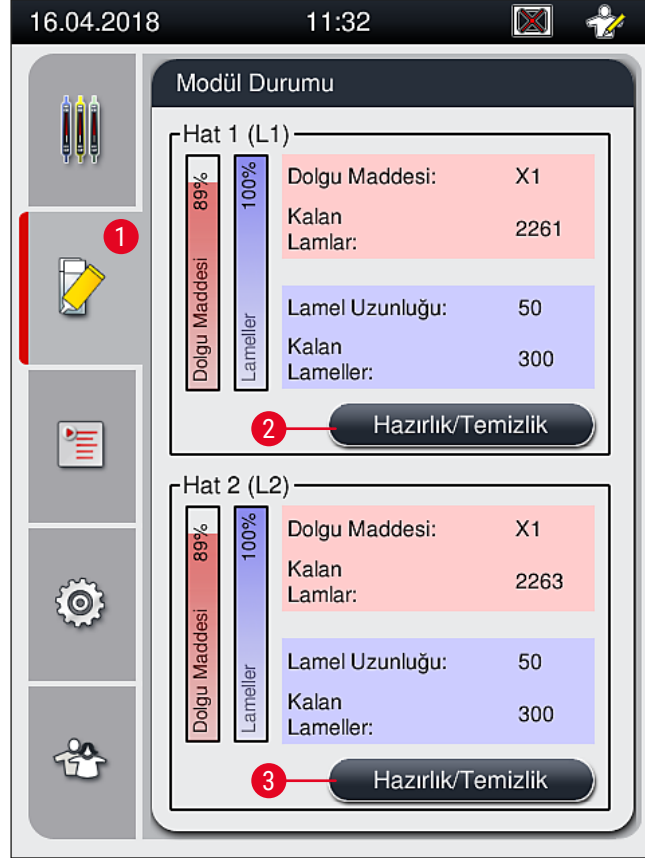 16.04.2018 11:32
Modül Durumu
1
Hat 1 (L1)
89%
Dolgu Maddesi
100%
Lameller
Dolgu Maddesi: X1
Kalan
Lamlar: 2261
Lamel Uzunluğu: 50
Kalan
Lameller: 300
2 Hazırlık/Temizlik
Hat 2 (L2)
89%
Dolgu Maddesi
100%
Lameller
Dolgu Maddesi: X1
Kalan
Lamlar: 2263
Lamel Uzunluğu: 50
Kalan
Lameller: 300
3 Hazırlık/Temizlik